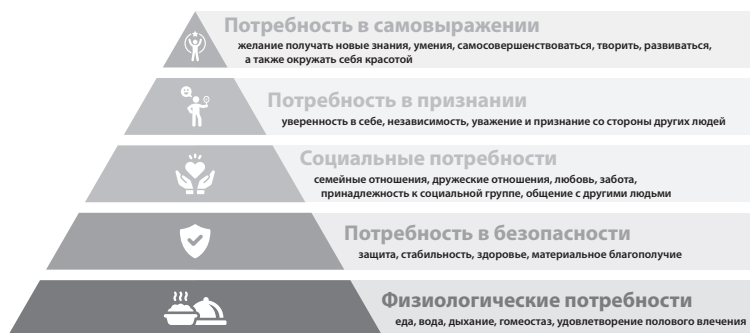 Потребность в самовыражении
желание получать новые знания, умения, самосовершенствоваться, творить, развиваться,
а также окружать себя красотой
Потребность в признании
уверенность в себе, независимость, уважение и признание со стороны других людей
Социальные потребности
семейные отношения, дружеские отношения, любовь, забота,
принадлежность к социальной группе, общение с другими людьми
Потребность в безопасности
защита, стабильность, здоровье, материальное благополучие
Физиологические потребности
еда, вода, дыхание, гомеостаз, удовлетворение полового влечения